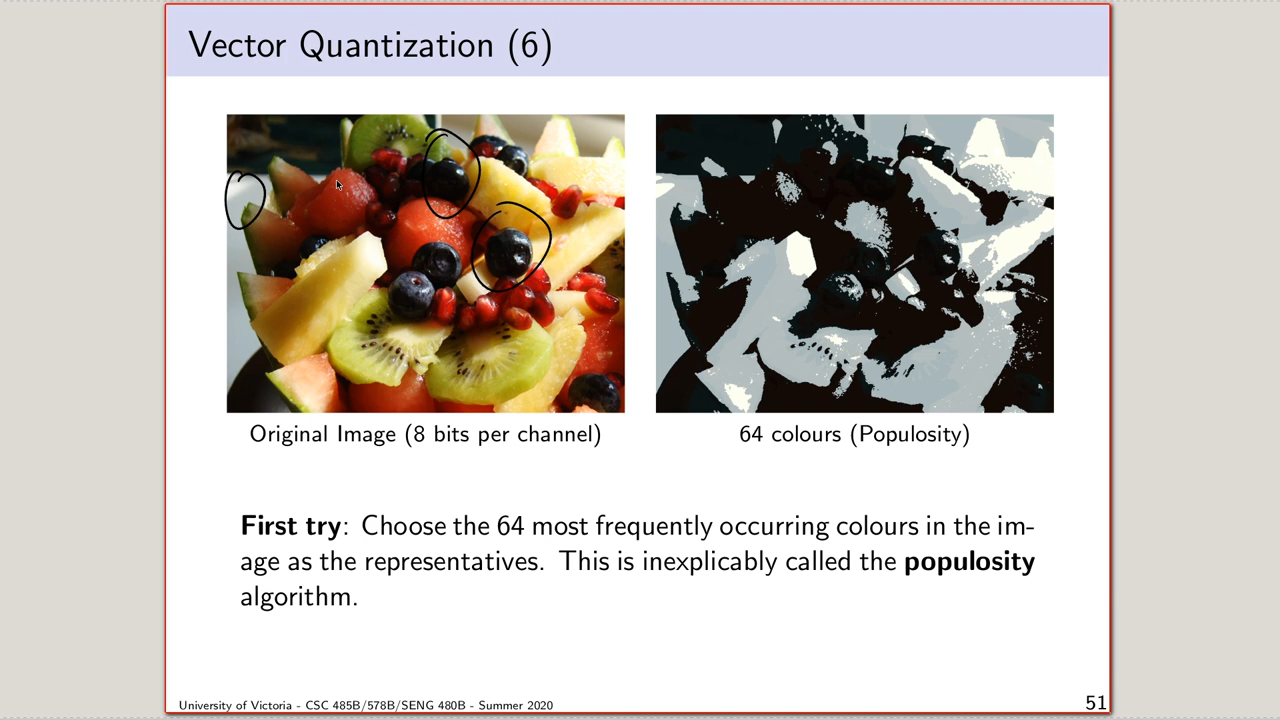 Vector Quantization (6)
Original Image (8 bits per channel)
64 colours (Populosity)
First try: Choose the 64 most frequently occurring colours in the im-
age as the representatives. This is inexplicably called the populosity
algorithm.
University of Victoria - CSC 485B/578B/SENG 480B - Summer 2020
51